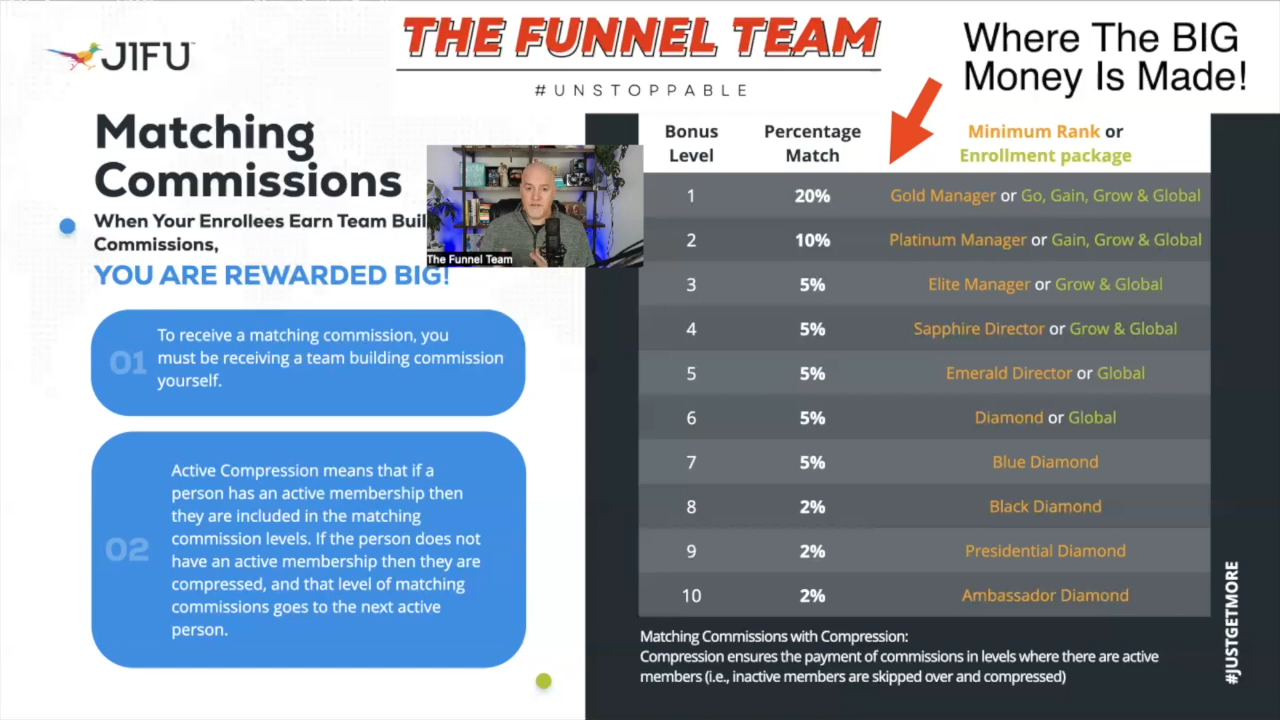 JIFU
THE FUNNEL TEAM
#UNSTOPPABLE
Where The BIG
Money Is Made!
Matching
Commissions
When Your Enrollees Earn Team Buil
Commissions,
YOU ARE REWARDED BIG!
The Funnel Team
01
To receive a matching commission, you
must be receiving a team building commission
yourself.
02
Active Compression means that if a
person has an active membership then
they are included in the matching
commission levels. If the person does not
have an active membership then they are
compressed, and that level of matching
commissions goes to the next active
person.
Bonus Level Percentage Match Minimum Rank or Enrollment package
1 20% Gold Manager or Go, Gain, Grow & Global
2 10% Platinum Manager or Gain, Grow & Global
3 5% Elite Manager or Grow & Global
4 5% Sapphire Director or Grow & Global
5 5% Emerald Director or Global
6 5% Diamond or Global
7 5% Blue Diamond
8 2% Black Diamond
9 2% Presidential Diamond
10 2% Ambassador Diamond
Matching Commissions with Compression:
Compression ensures the payment of commissions in levels where there are active
members (i.e., inactive members are skipped over and compressed)
#JUSTGETMORE